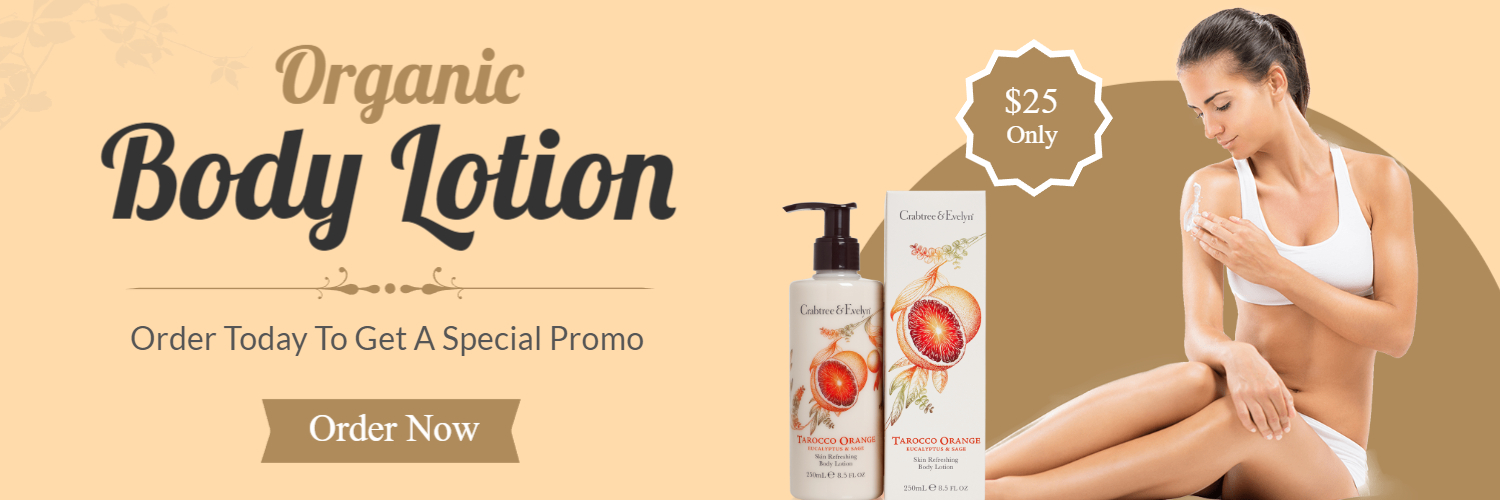 Organic
Body Lotion
Order Today To Get A Special Promo
Order Now
$25
Only
Crabtree & Evelyn
TAROCCO ORANGE
EUCALYPTUS & SAGE
Skin Refreshing
Body Lotion
250mL ℮ 8.5 FL OZ
Crabtree & Evelyn
TAROCCO ORANGE
EUCALYPTUS & SAGE
Skin Refreshing
Body Lotion
250mL ℮ 8.5 FL OZ